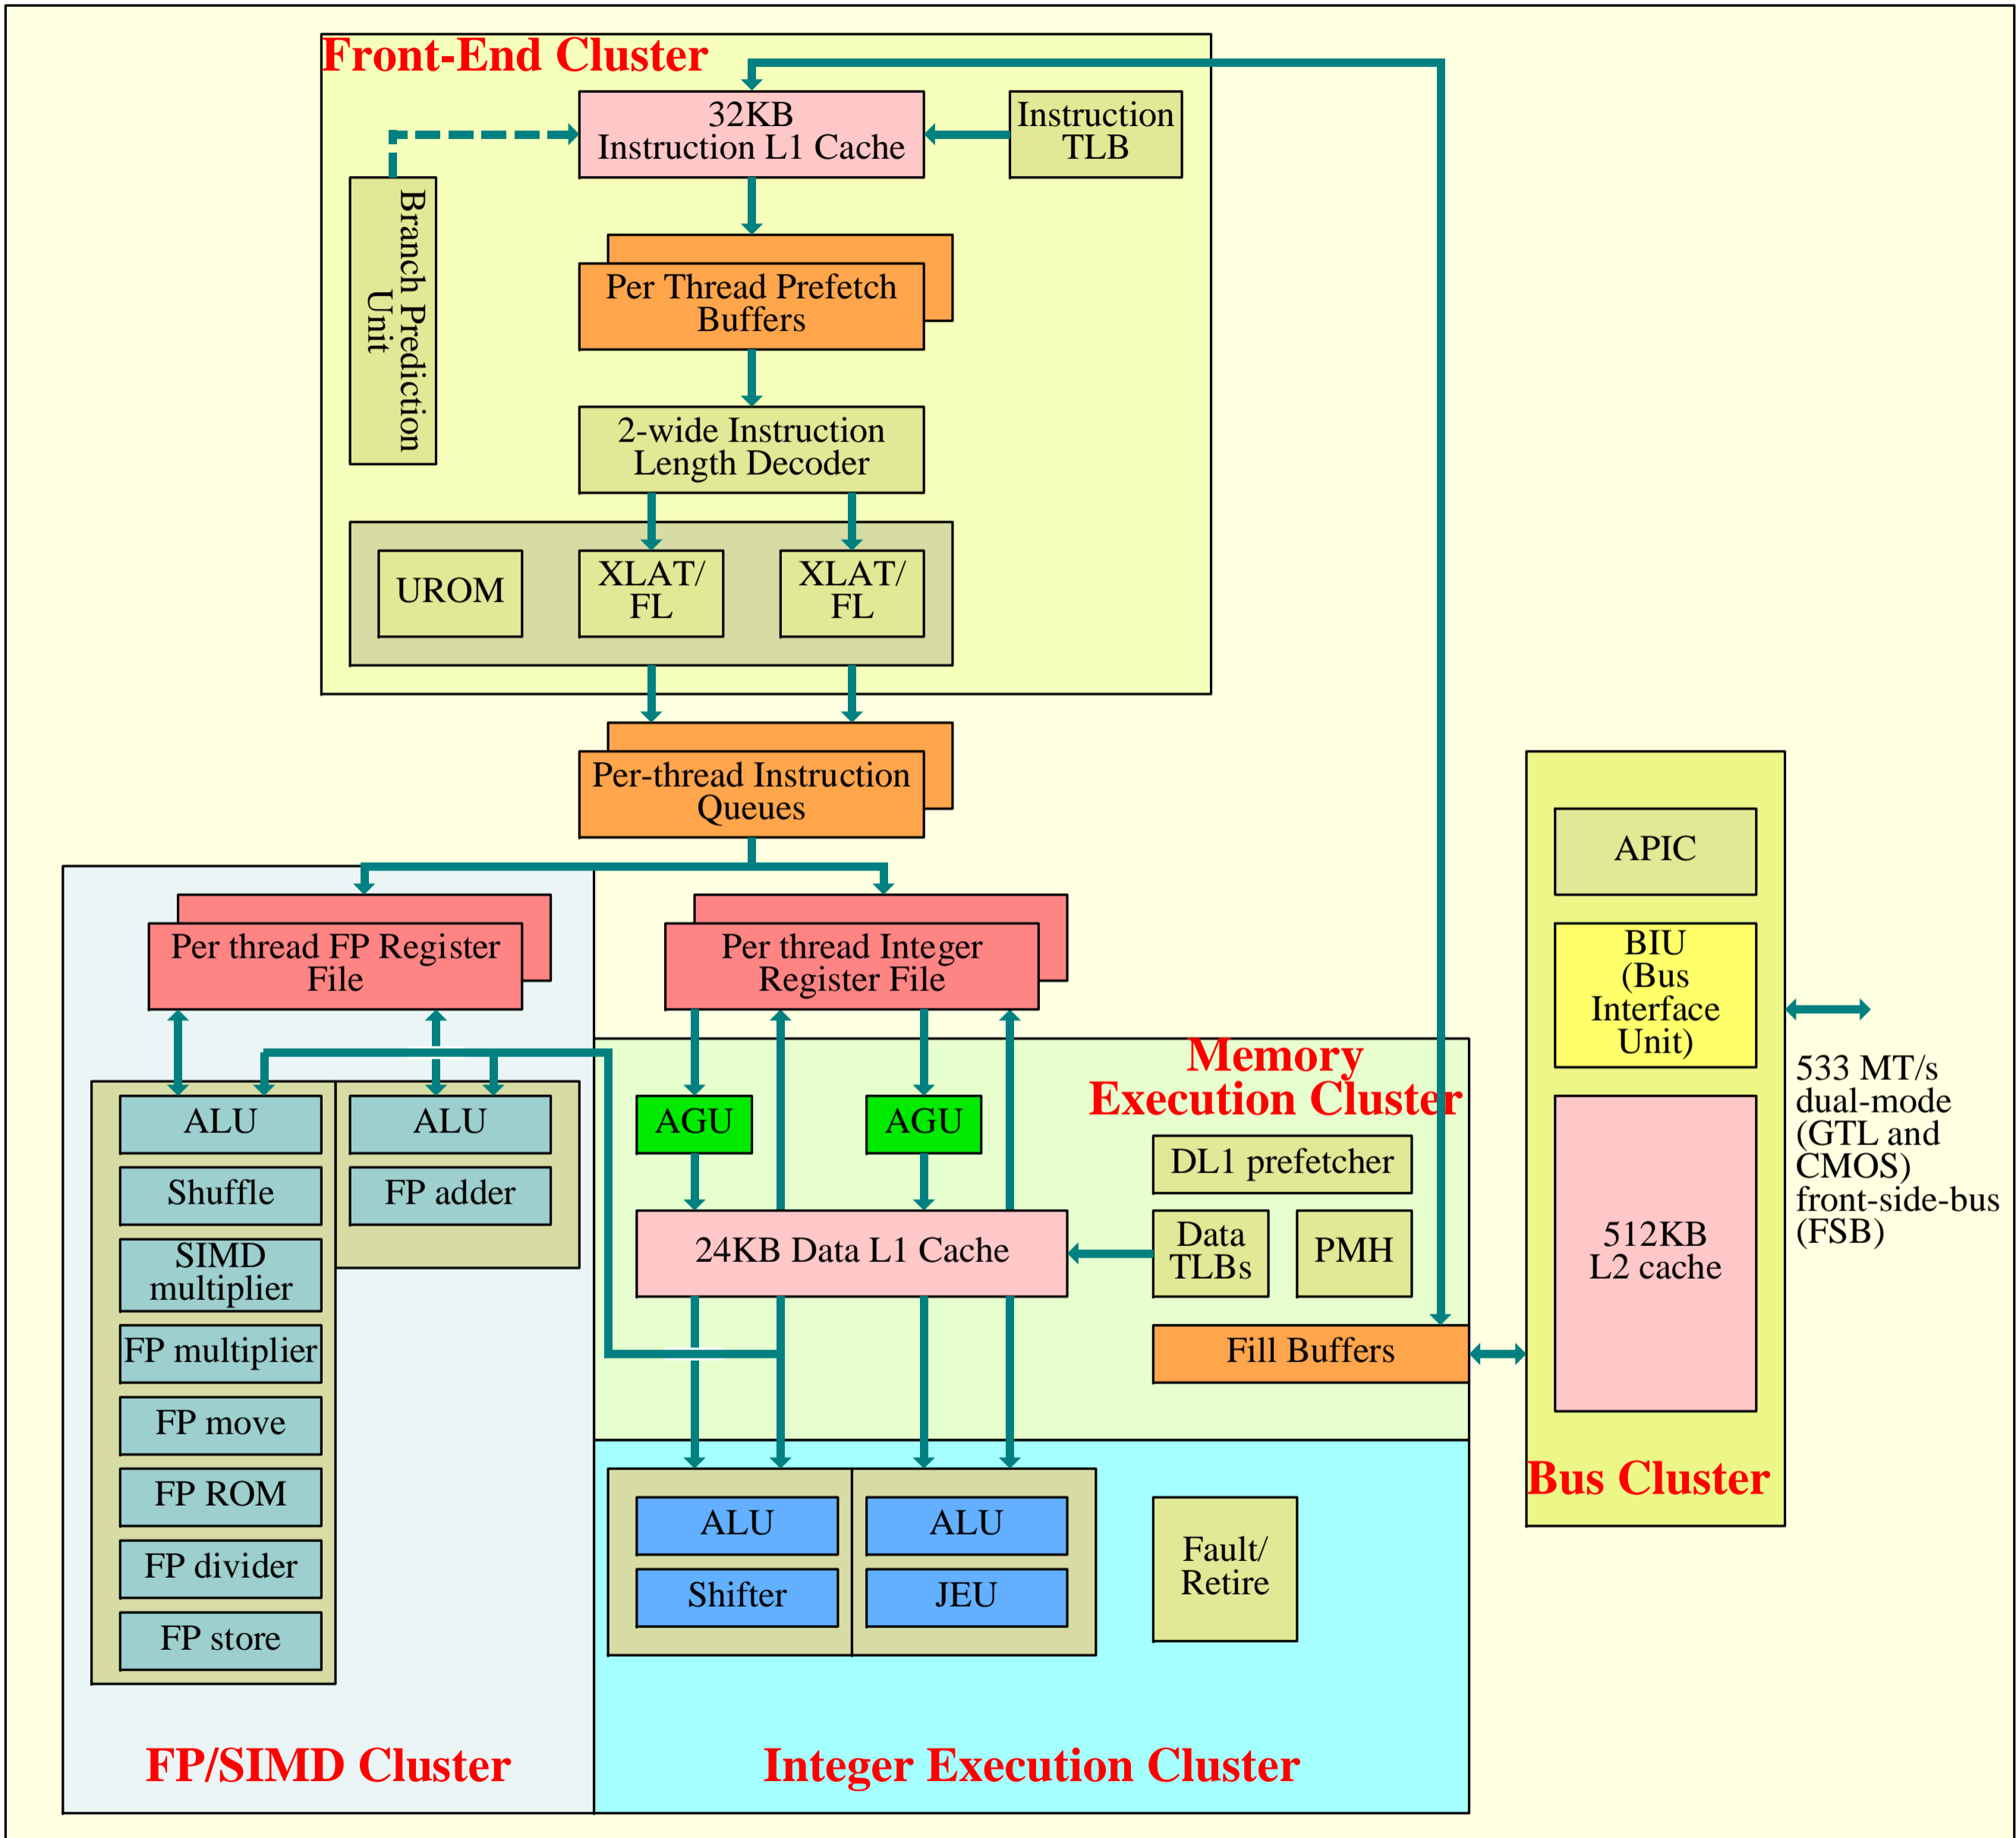 Front-End Cluster
32KB
Instruction L1 Cache
Instruction
TLB
Branch Prediction
Unit
Per Thread Prefetch
Buffers
2-wide Instruction
Length Decoder
UROM
XLAT/
FL
XLAT/
FL
Per-thread Instruction
Queues
Per thread FP Register
File
Per thread Integer
Register File
ALU
Shuffle
SIMD
multiplier
FP multiplier
FP move
FP ROM
FP divider
FP store
ALU
FP adder
FP/SIMD Cluster
Memory
Execution Cluster
AGU
AGU
DL1 prefetcher
24KB Data L1 Cache
Data
TLBs
PMH
Fill Buffers
ALU
Shifter
ALU
JEU
Fault/
Retire
Integer Execution Cluster
APIC
BIU
(Bus
Interface
Unit)
512KB
L2 cache
Bus Cluster
533 MT/s
dual-mode
(GTL and
CMOS)
front-side-bus
(FSB)